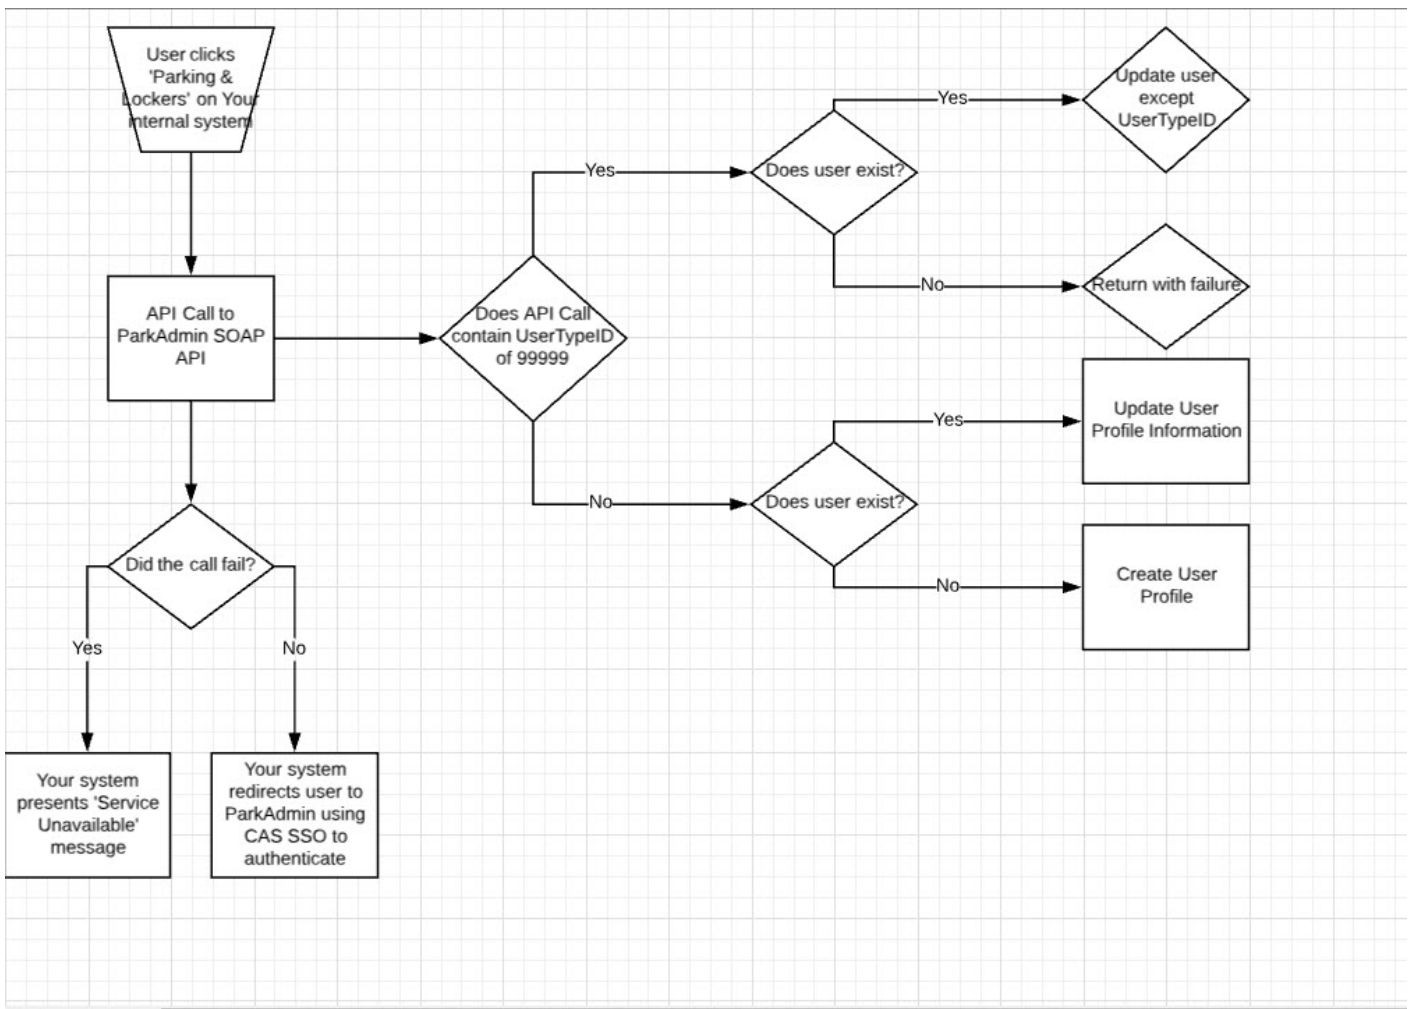 User clicks
'Parking &
Lockers' on Your
internal system
API Call to
ParkAdmin SOAP
API
Did the call fail?
Yes
No
Your system
presents 'Service
Unavailable'
message
Your system
redirects user to
ParkAdmin using
CAS SSO to
authenticate
Does API Call
contain UserTypeID
of 99999
Yes
No
Does user exist?
Yes
No
Update user
except
UserTypeID
Return with failure
Does user exist?
Yes
No
Update User
Profile Information
Create User
Profile